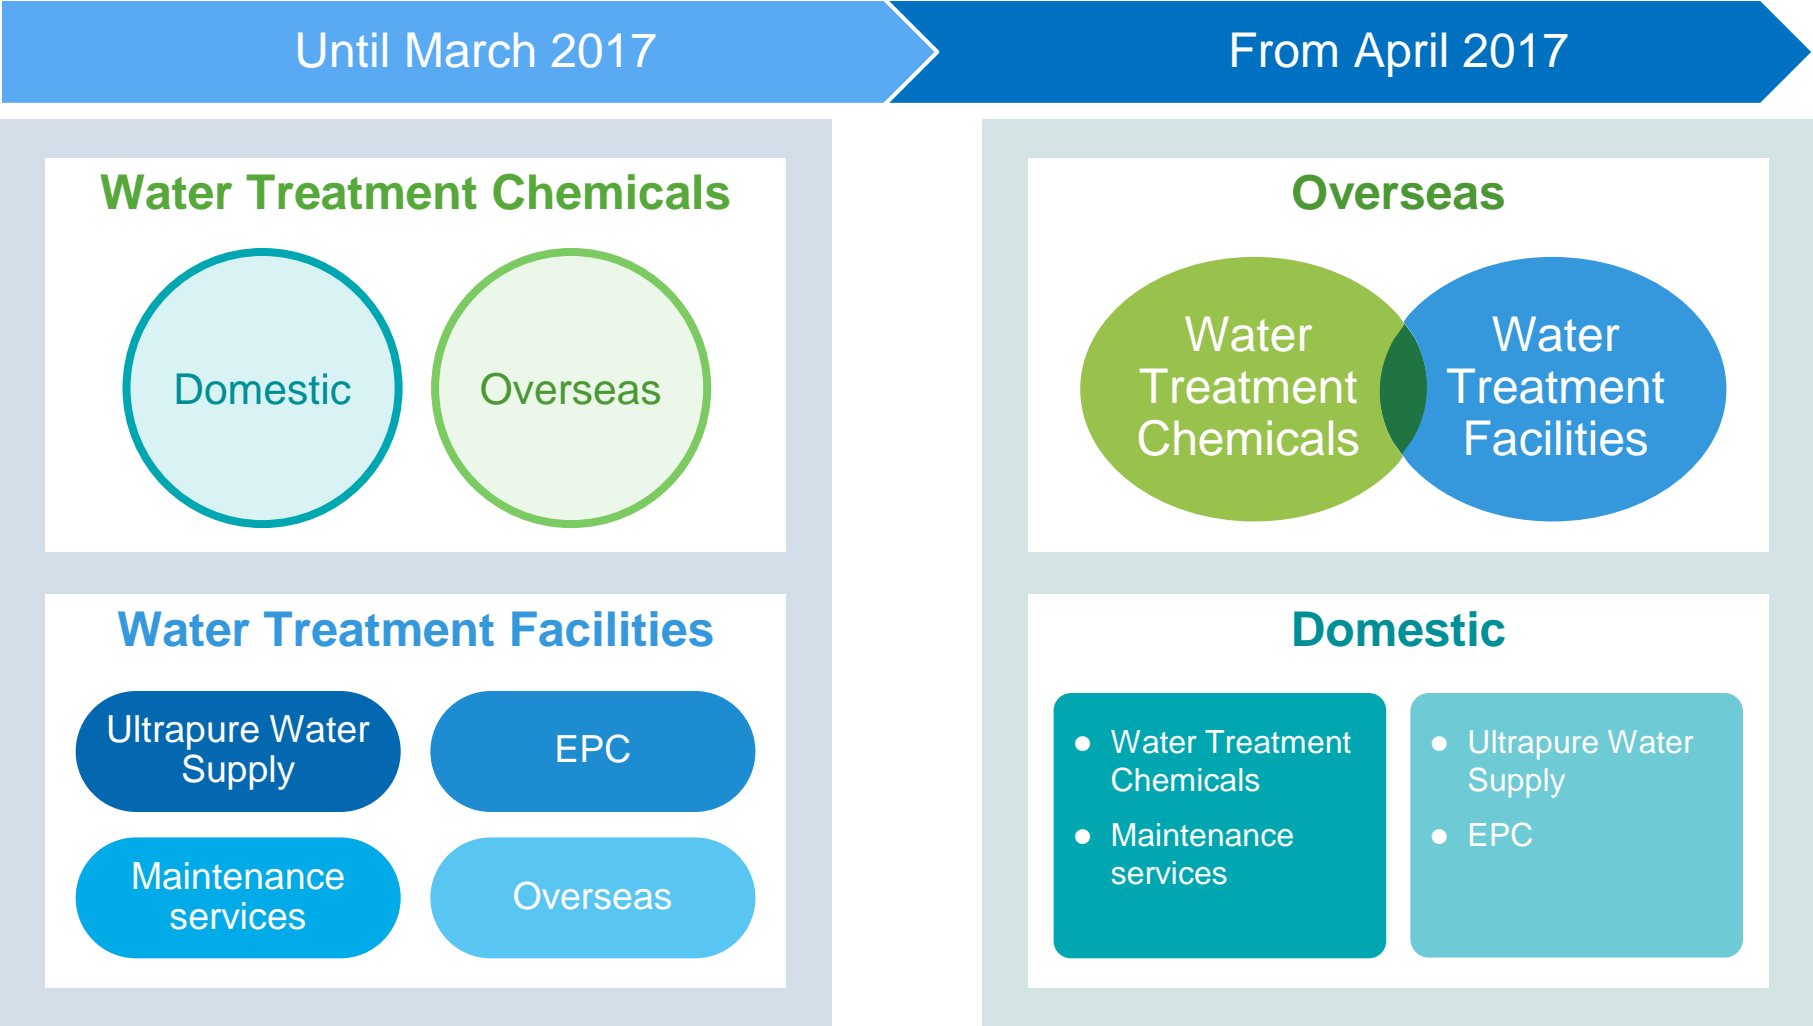 Until March 2017
From April 2017
Water Treatment Chemicals
Domestic
Overseas
Water Treatment Facilities
Ultrapure Water
Supply
EPC
Maintenance
services
Overseas
Overseas
Water
Treatment
Chemicals
Water
Treatment
Facilities
Domestic
● Water Treatment
Chemicals
● Maintenance
services
● Ultrapure Water
Supply
● EPC